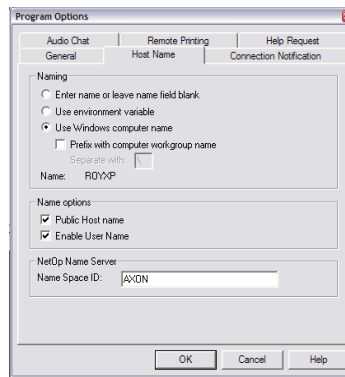 Program Options
Audio Chat Remote Printing Help Request
General Host Name Connection Notification
Naming
Enter name or leave name field blank
Use environment variable
Use Windows computer name
Prefix with computer workgroup name
Separate with: \
Name: ROYXP
Name options
Public Host name
Enable User Name
NetOp Name Server
Name Space ID: AXON
OK Cancel Help